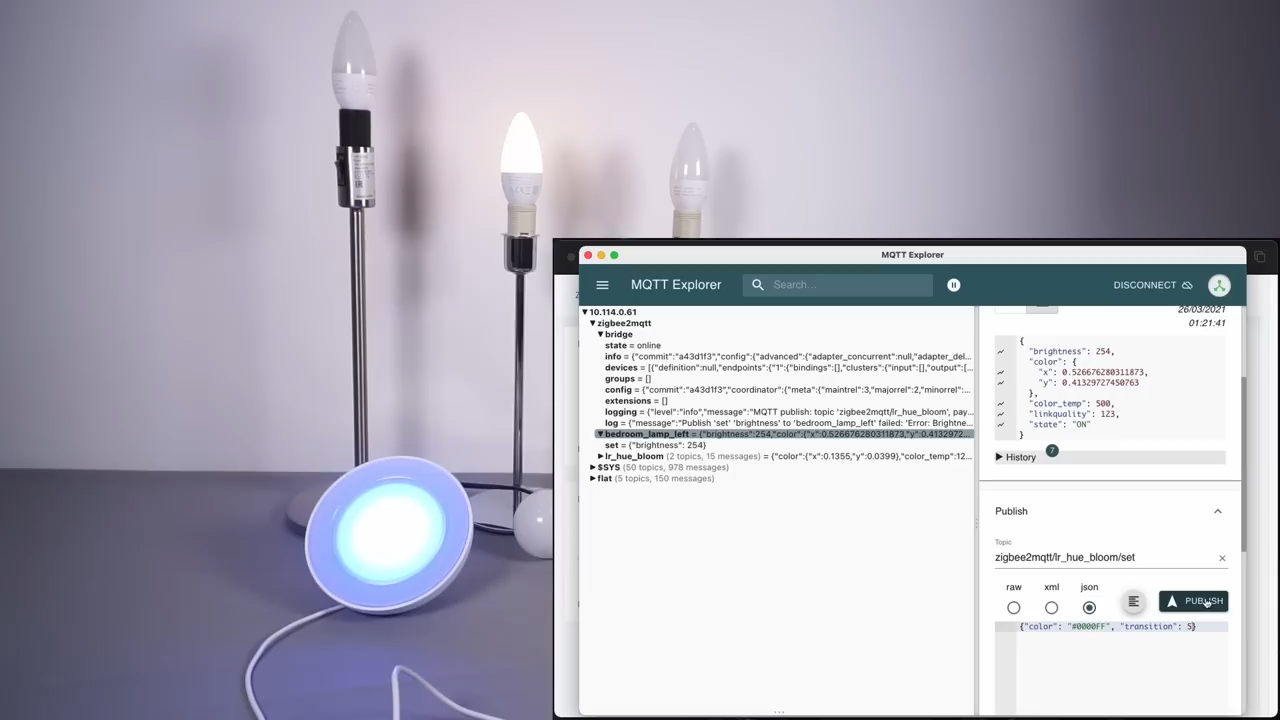 MQTT Explorer
MQTT Explorer
Search...
DISCONNECT
10.114.0.61
zigbee2mqtt
bridge
state = online
info = {"commit":"a43d1f3","config":{"advanced":{"adapter_concurrent":null,"adapter_del...
devices = [{"definition":null,"endpoints":{"1":{"bindings":[],"clusters":{"input":[],"output":[...
groups = []
config = {"commit":"a43d1f3","coordinator":{"meta":{"maintrel":3,"majorrel":2,"minorrel":...
extensions = []
logging = {"level":"info","message":"MQTT publish: topic 'zigbee2mqtt/lr_hue_bloom', pay...
log = {"message":"Publish 'set' 'brightness' to 'bedroom_lamp_left' failed: 'Error: Brightne...
bedroom_lamp_left = {"brightness":254,"color":{"x":0.526676280311873,"y":0.4132972...
set = {"brightness": 254}
lr_hue_bloom (2 topics, 15 messages) = {"color":{"x":0.1355,"y":0.0399},"color_temp":12...
$SYS (50 topics, 978 messages)
flat (5 topics, 150 messages)
26/03/2021
01:21:41
{
"brightness": 254,
"color": {
"x": 0.526676280311873,
"y": 0.41329727450763
},
"color_temp": 500,
"linkquality": 123,
"state": "ON"
}
History 7
Publish
Topic
zigbee2mqtt/lr_hue_bloom/set
raw xml json
PUBLISH
{"color": "#0000FF", "transition": 5}